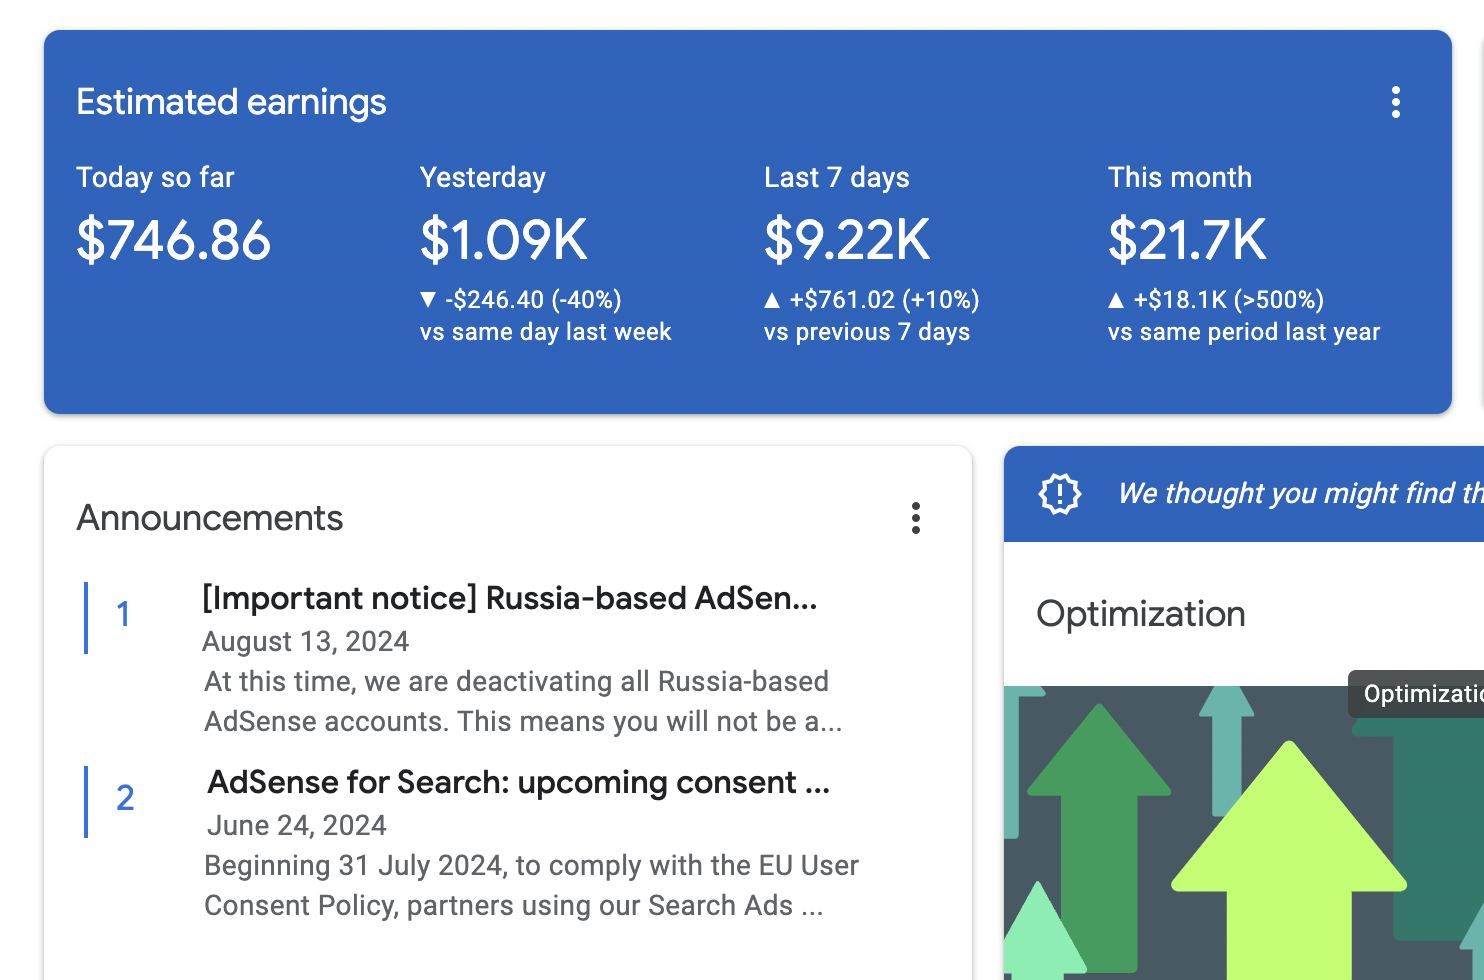 Estimated earnings
Today so far
$746.86
Yesterday
$1.09K
▼ -$246.40 (-40%)
vs same day last week
Last 7 days
$9.22K
▲ +$761.02 (+10%)
vs previous 7 days
This month
$21.7K
▲ +$18.1K (>500%)
vs same period last year
Announcements
1
[Important notice] Russia-based AdSen...
August 13, 2024
At this time, we are deactivating all Russia-based
AdSense accounts. This means you will not be a...
2
AdSense for Search: upcoming consent ...
June 24, 2024
Beginning 31 July 2024, to comply with the EU User
Consent Policy, partners using our Search Ads ...
We thought you might find
Optimization